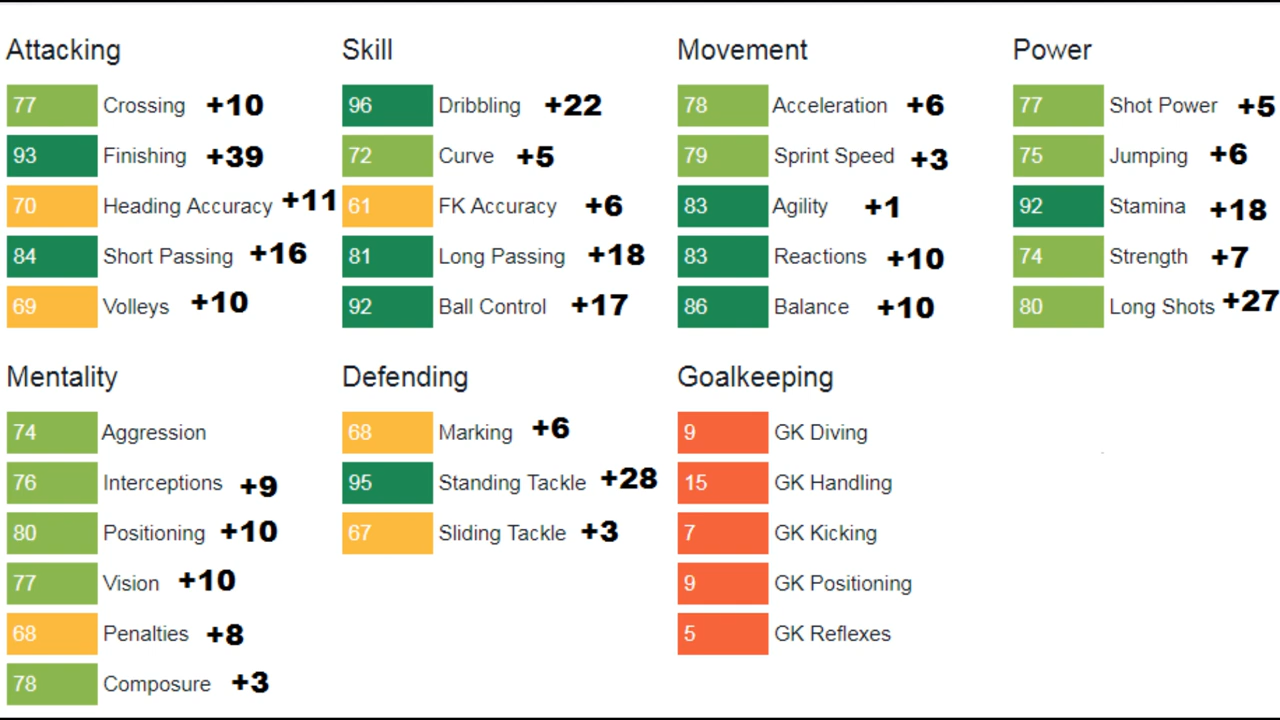 Attacking
77 Crossing +10
93 Finishing +39
70 Heading Accuracy +11
84 Short Passing +16
69 Volleys +10
Skill
96 Dribbling +22
72 Curve +5
61 FK Accuracy +6
81 Long Passing +18
92 Ball Control +17
Movement
78 Acceleration +6
79 Sprint Speed +3
83 Agility +1
83 Reactions +10
86 Balance +10
Power
77 Shot Power +5
75 Jumping +6
92 Stamina +18
74 Strength +7
80 Long Shots +27
Mentality
74 Aggression
76 Interceptions +9
80 Positioning +10
77 Vision +10
68 Penalties +8
78 Composure +3
Defending
68 Marking +6
95 Standing Tackle +28
67 Sliding Tackle +3
Goalkeeping
9 GK Diving
15 GK Handling
7 GK Kicking
9 GK Positioning
5 GK Reflexes